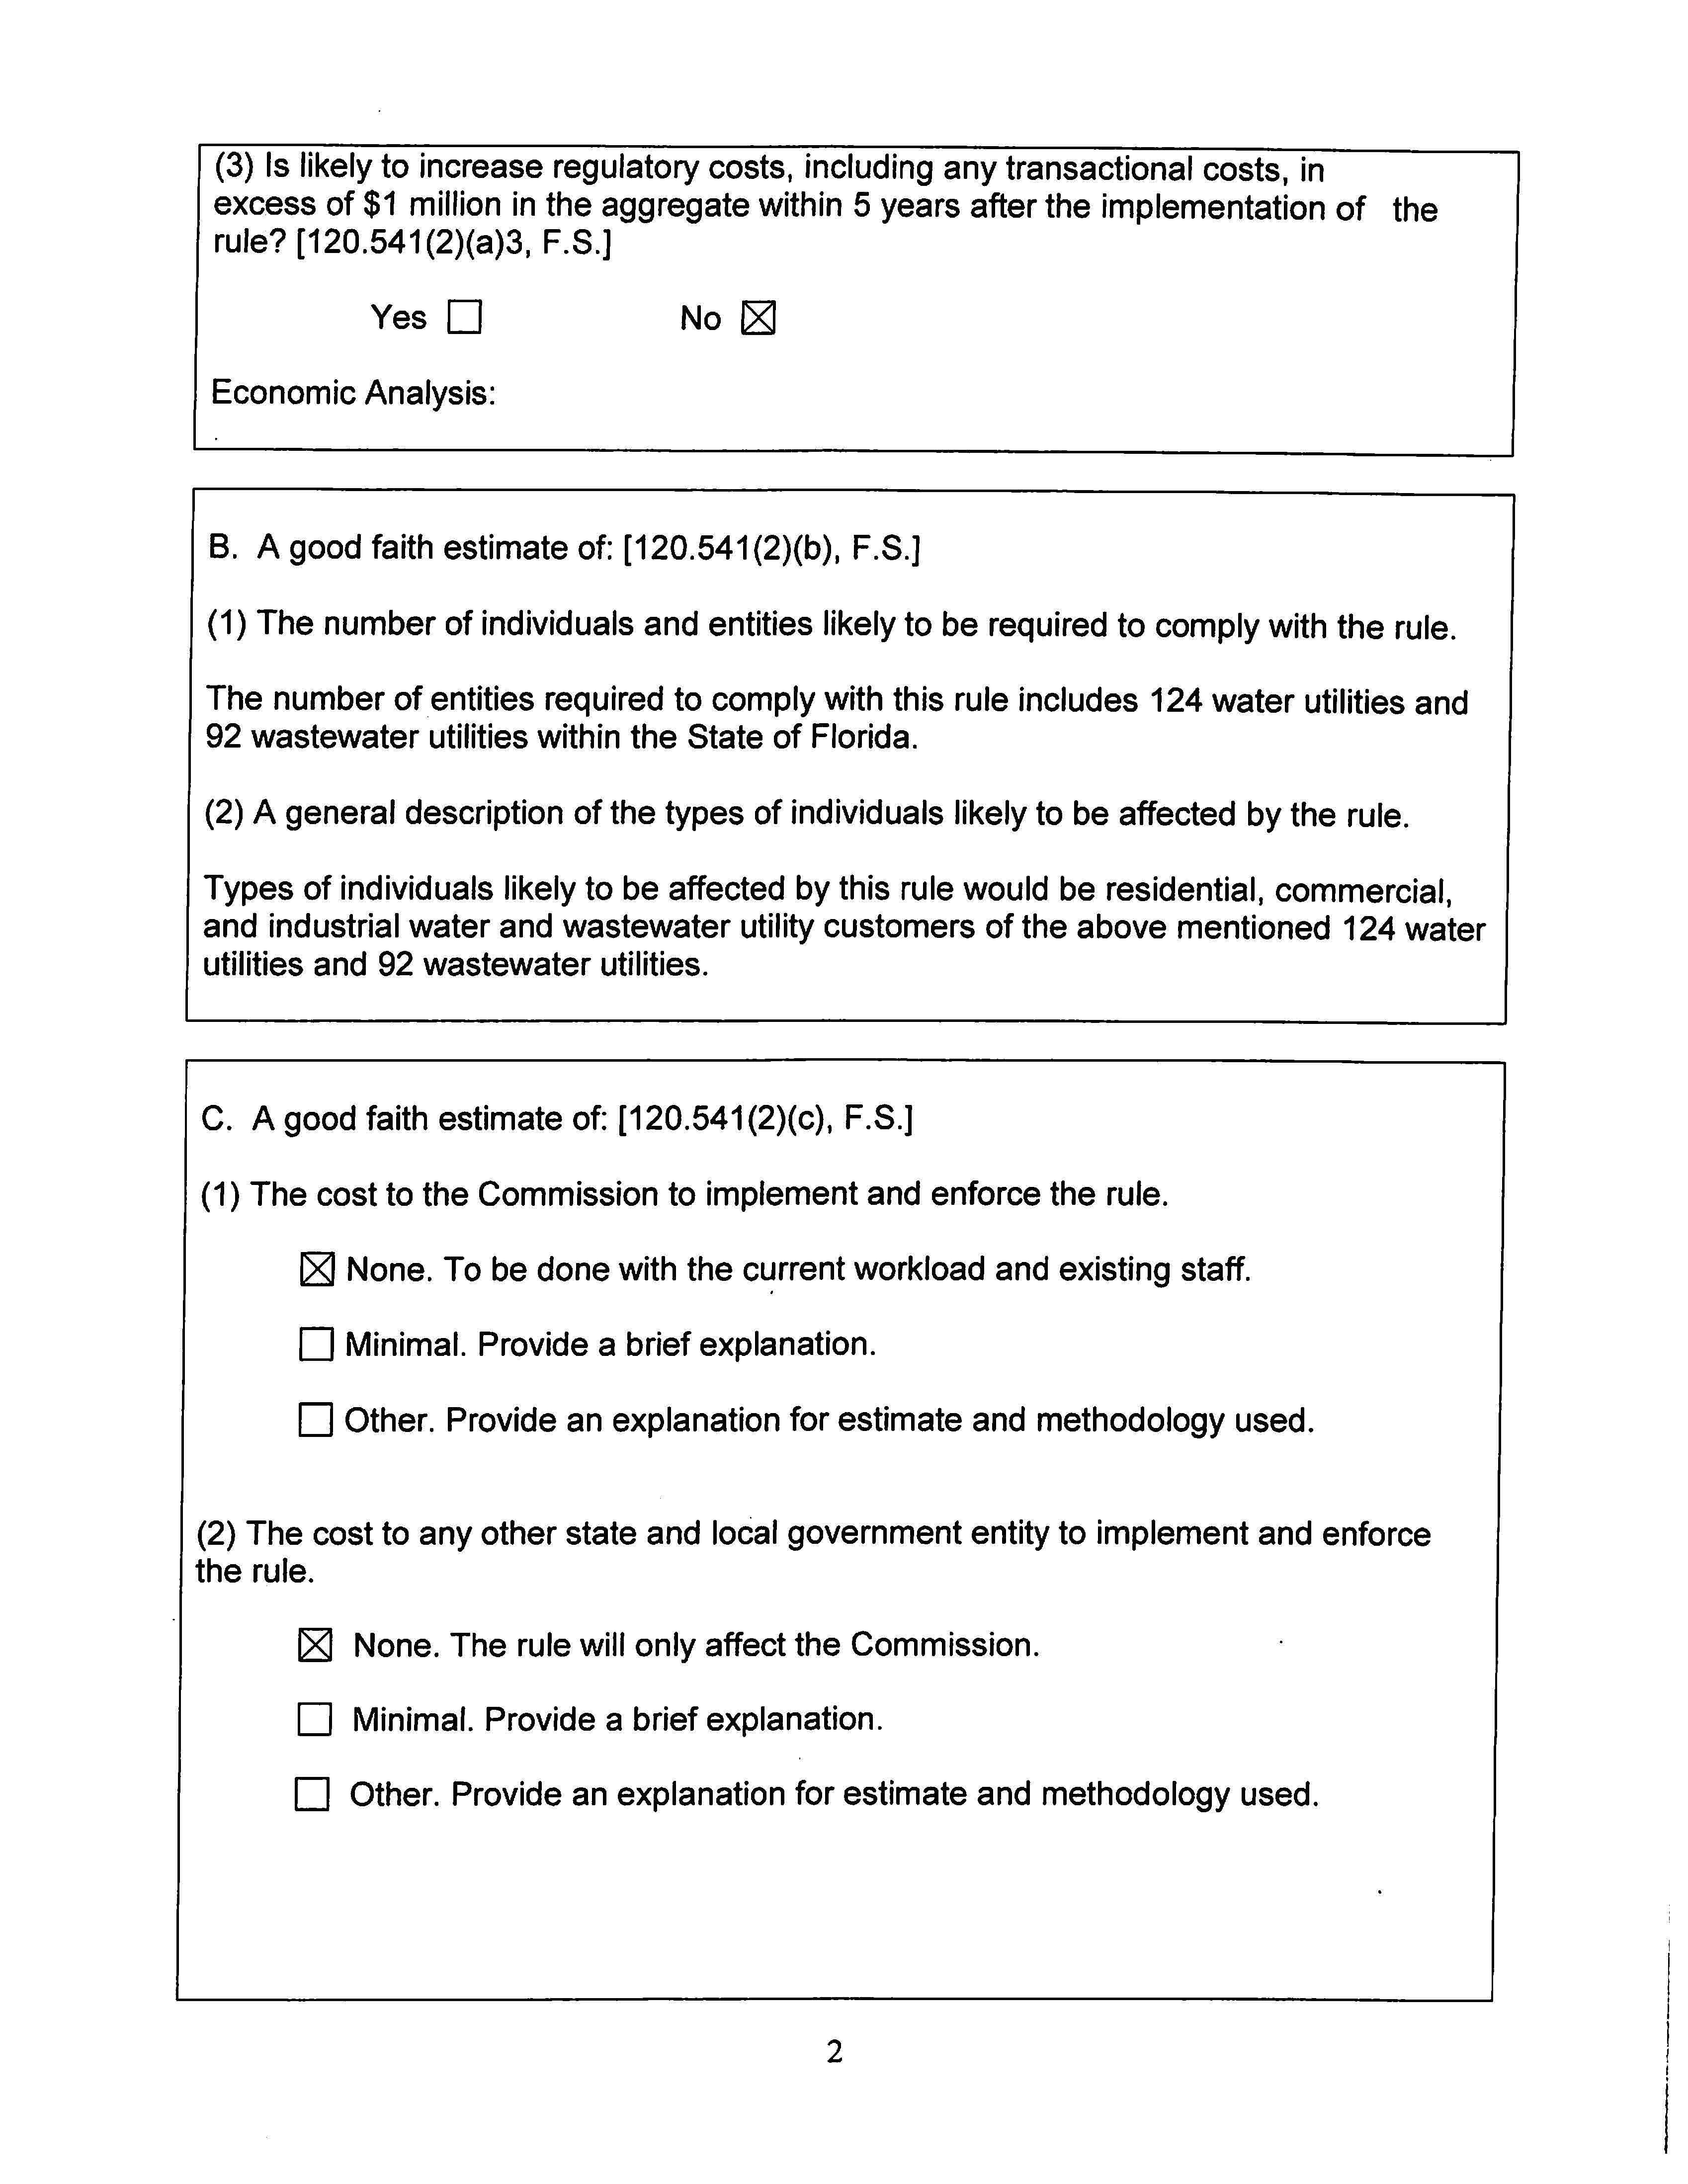 (3) Is likely to increase regulatory costs, including any transactional costs, in
excess of $1 million in the aggregate within 5 years after the implementation of the
rule? [120.541(2)(a)3, F.S.]
Yes ☐ No ☒
Economic Analysis:
B. A good faith estimate of: [120.541(2)(b), F.S.]
(1) The number of individuals and entities likely to be required to comply with the rule.
The number of entities required to comply with this rule includes 124 water utilities and
92 wastewater utilities within the State of Florida.
(2) A general description of the types of individuals likely to be affected by the rule.
Types of individuals likely to be affected by this rule would be residential, commercial,
and industrial water and wastewater utility customers of the above mentioned 124 water
utilities and 92 wastewater utilities.
C. A good faith estimate of: [120.541(2)(c), F.S.]
(1) The cost to the Commission to implement and enforce the rule.
☒ None. To be done with the current workload and existing staff.
☐ Minimal. Provide a brief explanation.
☐ Other. Provide an explanation for estimate and methodology used.
(2) The cost to any other state and local government entity to implement and enforce
the rule.
☒ None. The rule will only affect the Commission.
☐ Minimal. Provide a brief explanation.
☐ Other. Provide an explanation for estimate and methodology used.
2